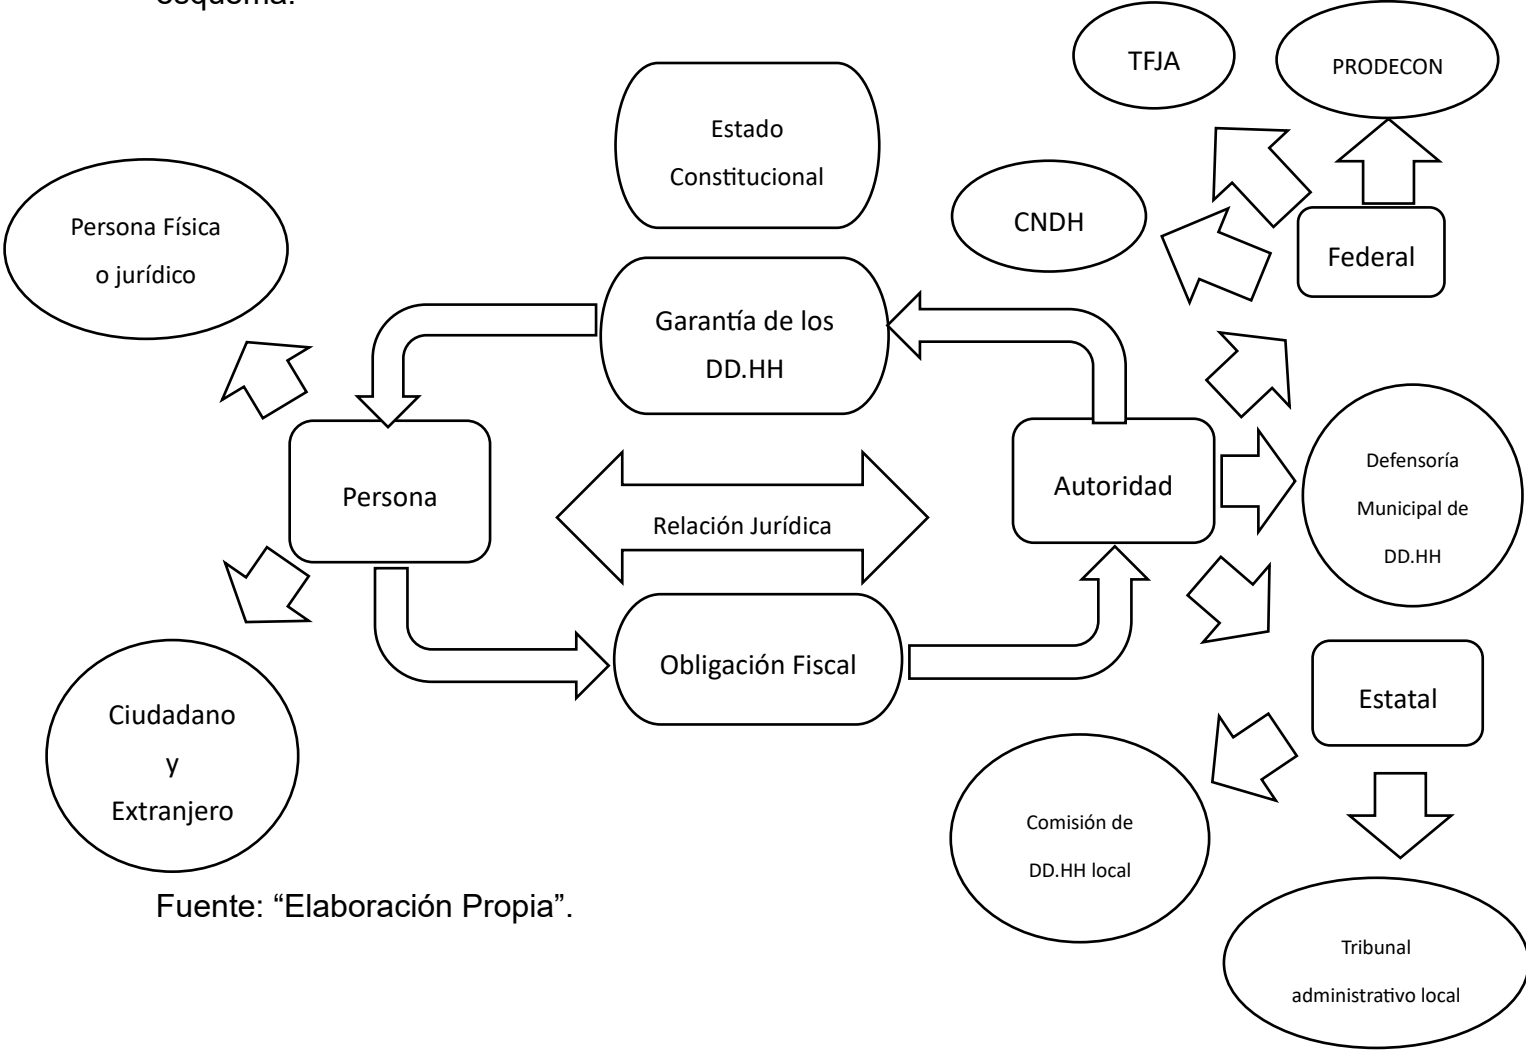 esquema:
TFJA
PRODECON
Estado
Constitucional
CNDH
Federal
Persona Física
o jurídico
Garantía de los
DD.HH
Persona
Relación Jurídica
Autoridad
Defensoría
Municipal de
DD.HH
Obligación Fiscal
Estatal
Ciudadano
y
Extranjero
Comisión de
DD.HH local
Tribunal
administrativo local
Fuente: “Elaboración Propia”.